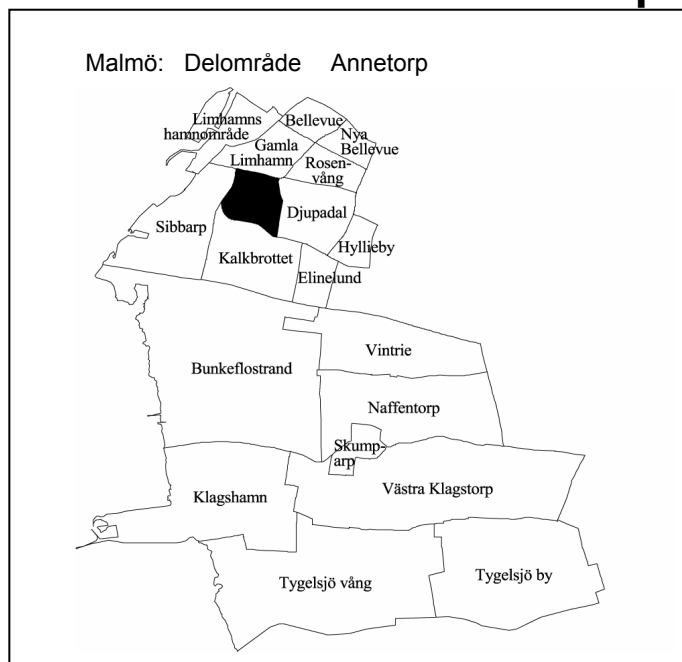 Malmö: Delområde Annetorp
Limhamns
hamnområde
Bellevue
Nya
Bellevue
Gamla
Limhamn
Rosen-
vång
Djupadal
Sibbarp
Hyllieby
Kalkbrottet
Elinelund
Vintrie
Bunkeflostrand
Naffentorp
Skump-
arp
Västra Klagstorp
Klagshamn
Tygelsjö vång
Tygelsjö by